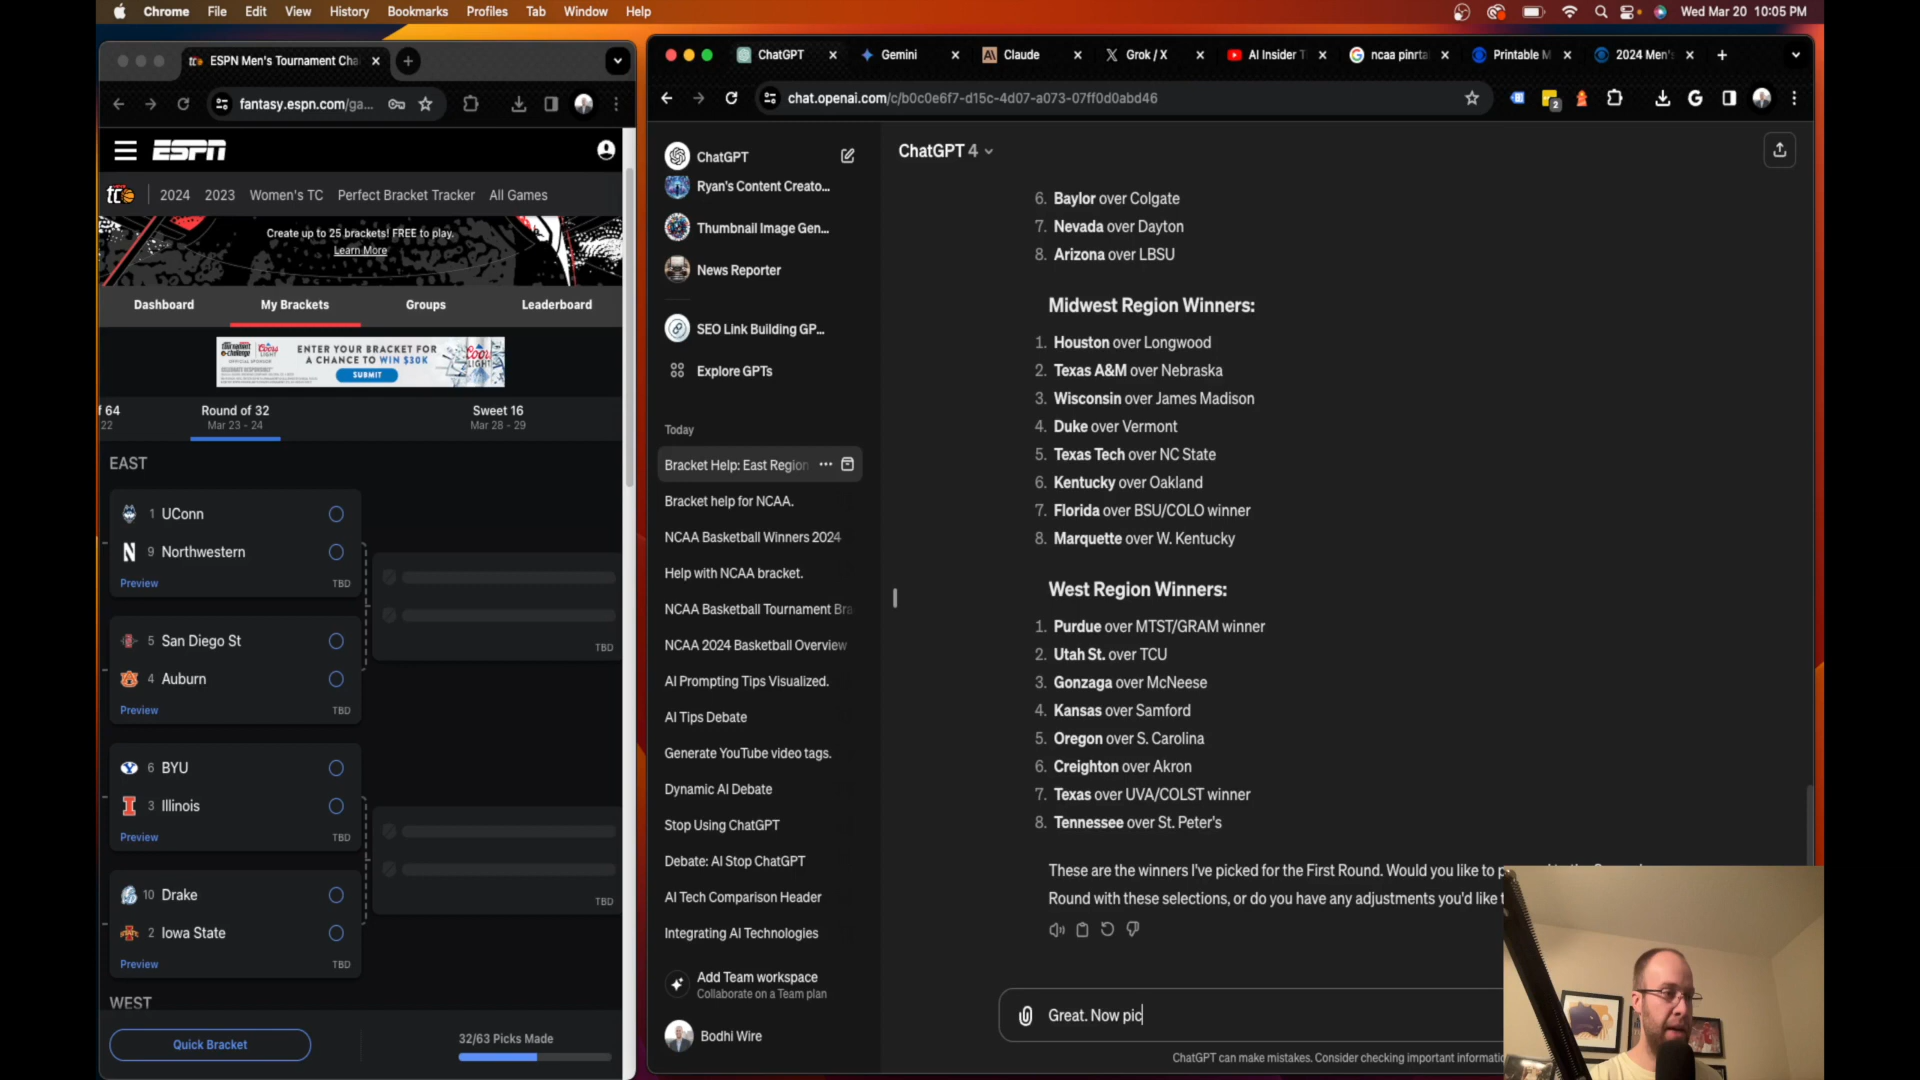 Chrome File Edit View History Bookmarks Profiles Tab Window Help
Wed Mar 20 10:05 PM
ESPN Men's Tournament Cha
fantasy.espn.com/ga...
ESPN
tc 2024 2023 Women's TC Perfect Bracket Tracker All Games
Create up to 25 brackets! FREE to play.
Learn More
Dashboard My Brackets Groups Leaderboard
ENTER YOUR BRACKET FOR
A CHANCE TO WIN $30K
SUBMIT
f 64 Round of 32 Sweet 16
22 Mar 23 - 24 Mar 28 - 29
EAST
1 UConn
9 Northwestern
Preview TBD
TBD
5 San Diego St
4 Auburn
Preview TBD
6 BYU
3 Illinois
Preview TBD
TBD
10 Drake
2 Iowa State
Preview TBD
WEST
Quick Bracket
32/63 Picks Made
ChatGPT Gemini Claude Grok / X AI Insider T ncaa pinrta Printable M 2024 Men'
chat.openai.com/c/b0c0e6f7-d15c-4d07-a073-07ff0d0abd46
2
ChatGPT
Ryan's Content Creato...
Thumbnail Image Gen...
News Reporter
SEO Link Building GP...
Explore GPTs
Today
Bracket Help: East Region
Bracket help for NCAA.
NCAA Basketball Winners 2024
Help with NCAA bracket.
NCAA Basketball Tournament Bra
NCAA 2024 Basketball Overview
AI Prompting Tips Visualized.
AI Tips Debate
Generate YouTube video tags.
Dynamic AI Debate
Stop Using ChatGPT
Debate: AI Stop ChatGPT
AI Tech Comparison Header
Integrating AI Technologies
Add Team workspace
Collaborate on a Team plan
Bodhi Wire
ChatGPT 4
6. Baylor over Colgate
7. Nevada over Dayton
8. Arizona over LBSU
Midwest Region Winners:
1. Houston over Longwood
2. Texas A&M over Nebraska
3. Wisconsin over James Madison
4. Duke over Vermont
5. Texas Tech over NC State
6. Kentucky over Oakland
7. Florida over BSU/COLO winner
8. Marquette over W. Kentucky
West Region Winners:
1. Purdue over MTST/GRAM winner
2. Utah St. over TCU
3. Gonzaga over McNeese
4. Kansas over Samford
5. Oregon over S. Carolina
6. Creighton over Akron
7. Texas over UVA/COLST winner
8. Tennessee over St. Peter's
These are the winners I've picked for the First Round. Would you like to p
Round with these selections, or do you have any adjustments you'd like t
Great. Now pic
ChatGPT can make mistakes. Consider checking important informatio